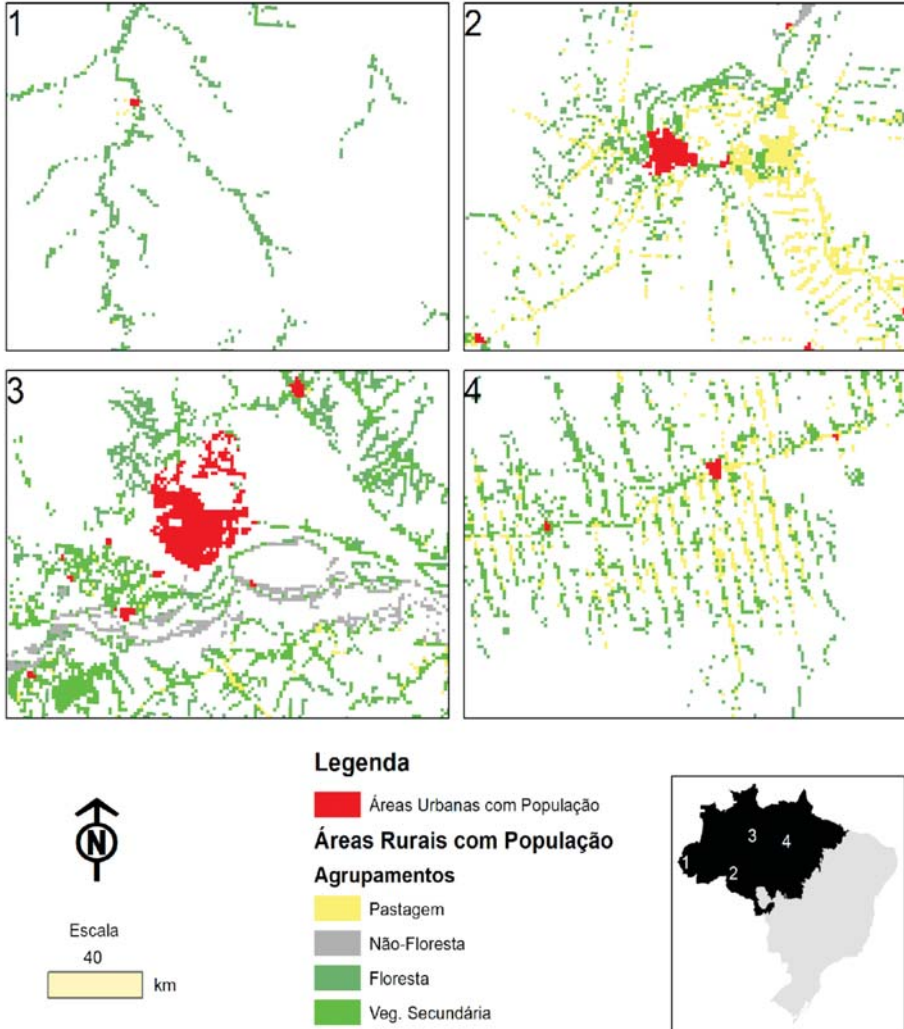 1
2
3
4
Legenda
Áreas Urbanas com População
Áreas Rurais com População
Agrupamentos
Pastagem
Não-Floresta
Floresta
Veg. Secundária
N
Escala
40
km
1
2
3
4